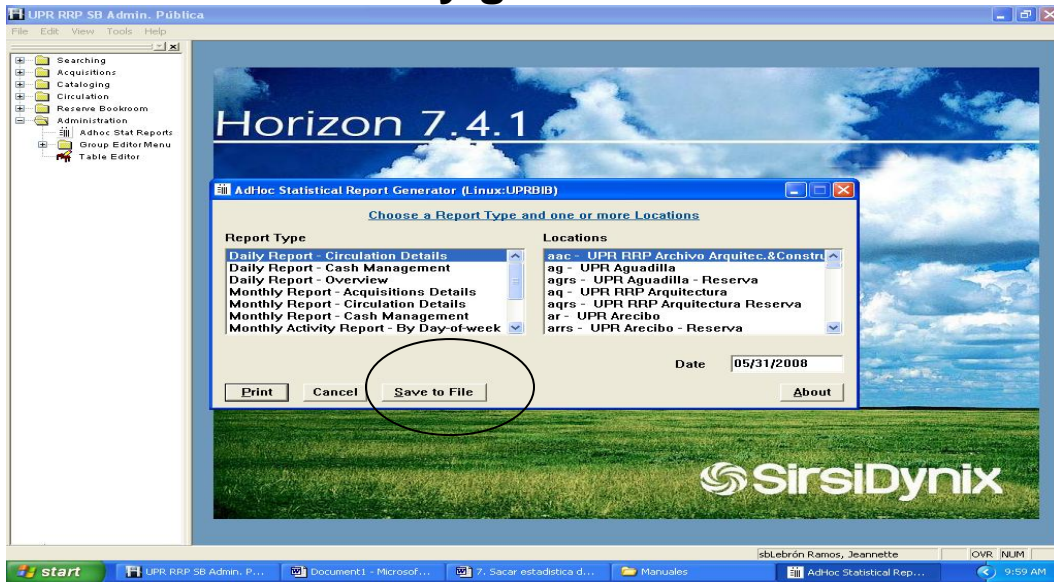 UPR RRP SB Admin. Pública
File Edit View Tools Help
Searching
Acquisitions
Cataloging
Circulation
Reserve Bookroom
Administration
Adhoc Stat Reports
Group Editor Menu
Table Editor
Horizon 7.4.1
AdHoc Statistical Report Generator (Linux:UPRBIB)
Choose a Report Type and one or more Locations
Report Type
Daily Report - Circulation Details
Daily Report - Cash Management
Daily Report - Overview
Monthly Report - Acquisitions Details
Monthly Report - Circulation Details
Monthly Report - Cash Management
Monthly Activity Report - By Day-of-week
Locations
aac - UPR RRP Archivo Arquitec.&Constru
ag - UPR Aguadilla
agrs - UPR Aguadilla - Reserva
aq - UPR RRP Arquitectura
aqrs - UPR RRP Arquitectura Reserva
ar - UPR Arecibo
arrs - UPR Arecibo - Reserva
Date 05/31/2008
Print Cancel Save to File About
SirsiDynix
sbLebrón Ramos, Jeannette OVR NUM
start UPR RRP SB Admin. P... Document1 - Microsof... 7. Sacar estadistica d... Manuales AdHoc Statistical Rep... 9:59 AM